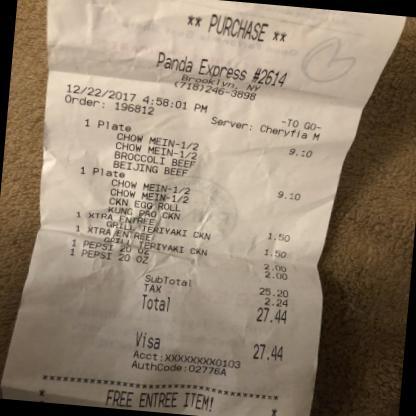 ** PURCHASE **
Panda Express #2614
Brooklyn, NY
(718)246-3898
12/22/2017 4:58:01 PM
-TO GO-
Order: 196812 Server: Cheryfia M
1 Plate 9.10
CHOW MEIN-1/2
CHOW MEIN-1/2
BROCCOLI BEEF
BEIJING BEEF
1 Plate 9.10
CHOW MEIN-1/2
CHOW MEIN-1/2
CKN EGG ROLL
KUNG PAO CKN
1 XTRA ENTREE 1.50
GRILL TERIYAKI CKN
1 XTRA ENTREE 1.50
GRILL TERIYAKI CKN
1 PEPSI 20 OZ 2.00
1 PEPSI 20 OZ 2.00
SubTotal 25.20
TAX 2.24
Total 27.44
Visa 27.44
Acct:XXXXXXXX0103
AuthCode:02776A
FREE ENTREE ITEM!